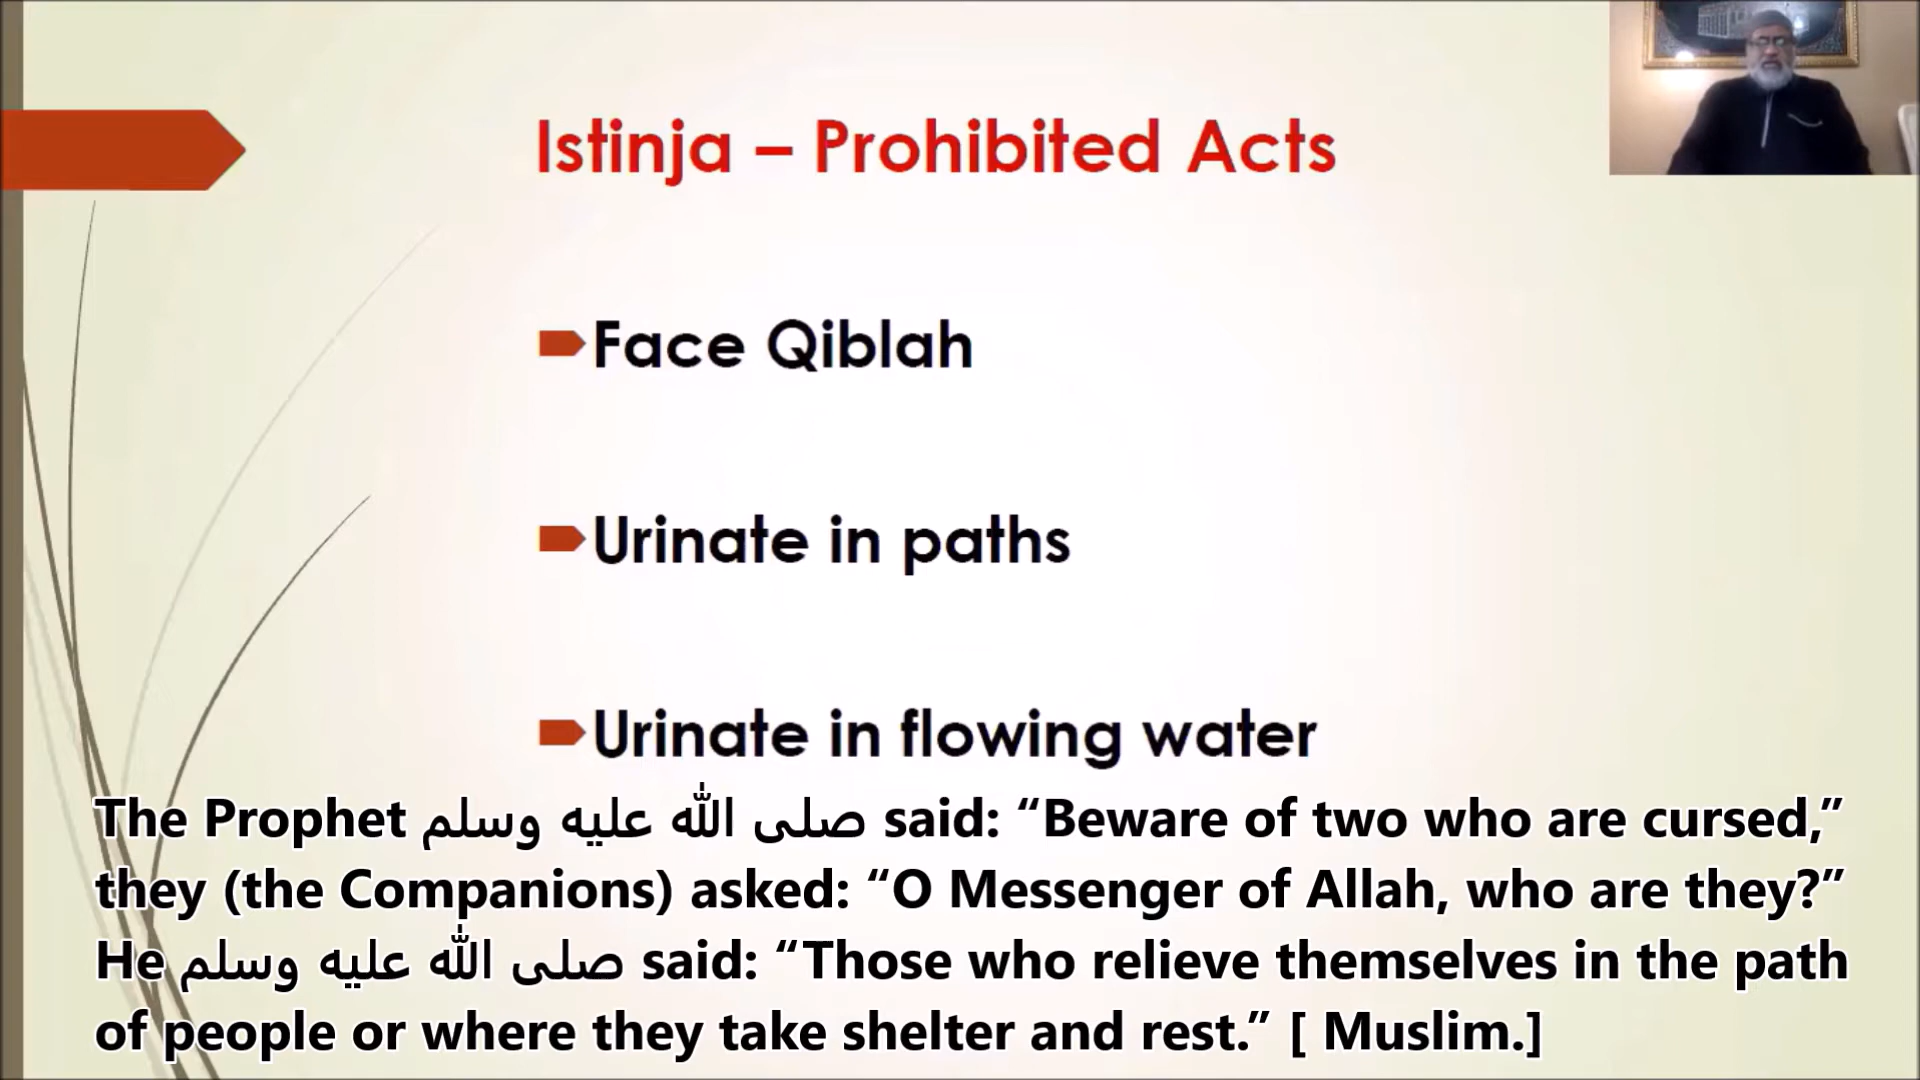 Istinja – Prohibited Acts
Face Qiblah
Urinate in paths
Urinate in flowing water
The Prophet صلى الله عليه وسلم said: “Beware of two who are cursed,”
they (the Companions) asked: “O Messenger of Allah, who are they?”
He صلى الله عليه وسلم said: “Those who relieve themselves in the path
of people or where they take shelter and rest.” [ Muslim.]